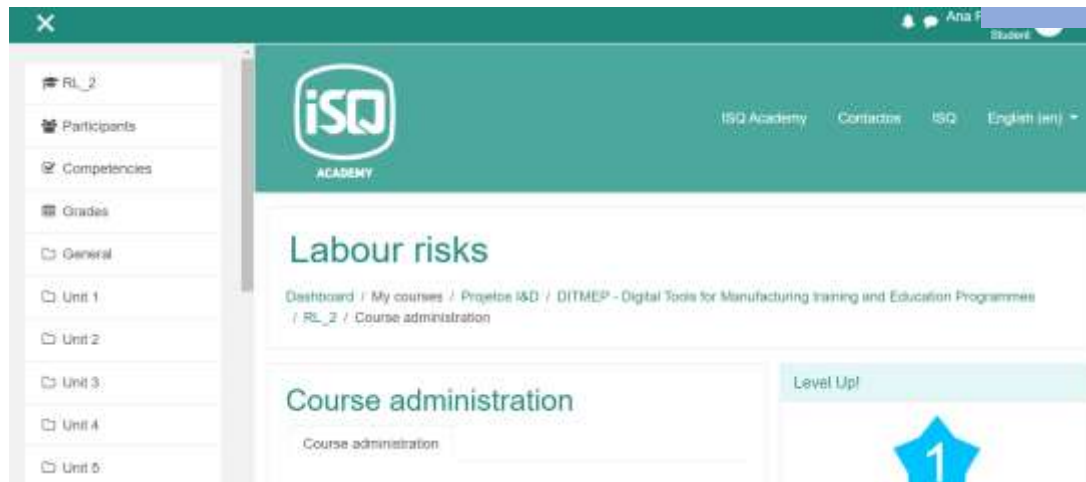 Ana F
Student
RL_2
Participants
Competencies
Grades
General
Unit 1
Unit 2
Unit 3
Unit 4
Unit 5
iSQ
ACADEMY
ISQ Academy Contactos ISQ English (en)
Labour risks
Dashboard / My courses / Projetos I&D / DITMEP - Digital Tools for Manufacturing training and Education Programmes
/ RL_2 / Course administration
Course administration
Course administration
Level Up!
1